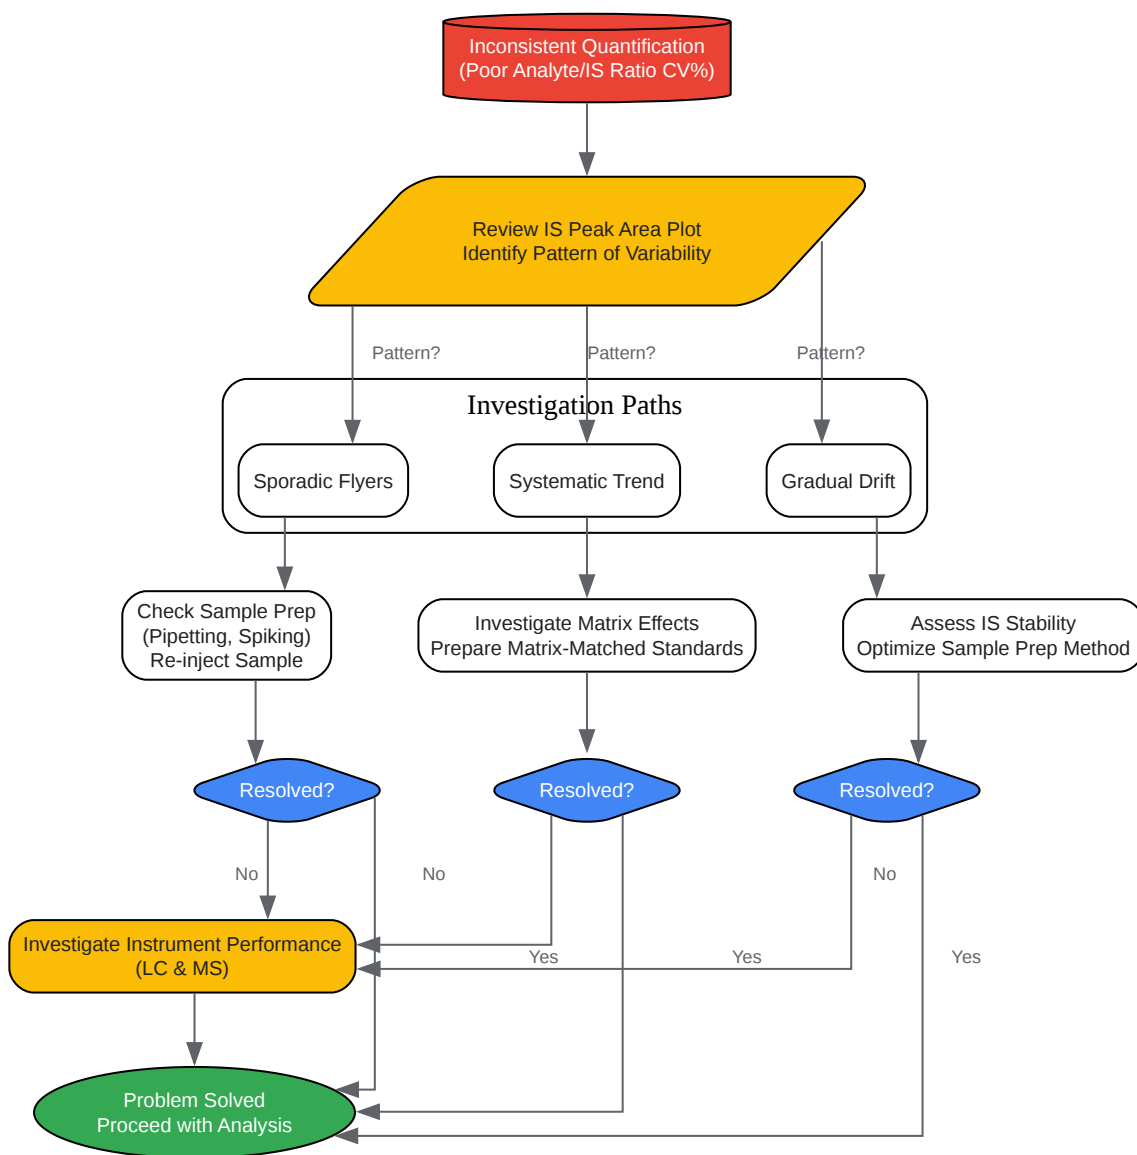 Inconsistent Quantification
(Poor Analyte/IS Ratio CV%)
Review IS Peak Area Plot
Identify Pattern of Variability
Pattern?
Pattern?
Pattern?
Investigation Paths
Sporadic Flyers
Systematic Trend
Gradual Drift
Check Sample Prep
(Pipetting, Spiking)
Re-inject Sample
Investigate Matrix Effects
Prepare Matrix-Matched Standards
Assess IS Stability
Optimize Sample Prep Method
Resolved?
Resolved?
Resolved?
No
No
No
Investigate Instrument Performance
(LC & MS)
Yes
Yes
Yes
Problem Solved
Proceed with Analysis